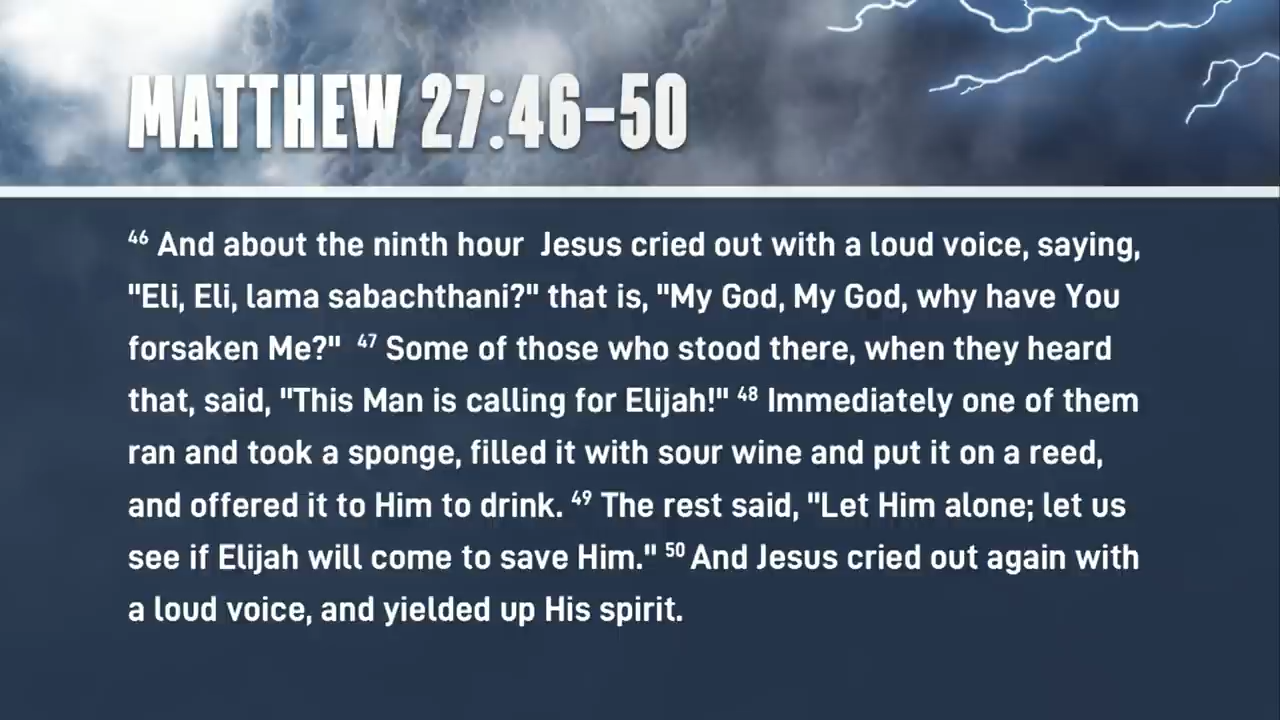 MATTHEW 27:46-50
46 And about the ninth hour  Jesus cried out with a loud voice, saying,
"Eli, Eli, lama sabachthani?" that is, "My God, My God, why have You
forsaken Me?"  47 Some of those who stood there, when they heard
that, said, "This Man is calling for Elijah!" 48 Immediately one of them
ran and took a sponge, filled it with sour wine and put it on a reed,
and offered it to Him to drink. 49 The rest said, "Let Him alone; let us
see if Elijah will come to save Him." 50 And Jesus cried out again with
a loud voice, and yielded up His spirit.